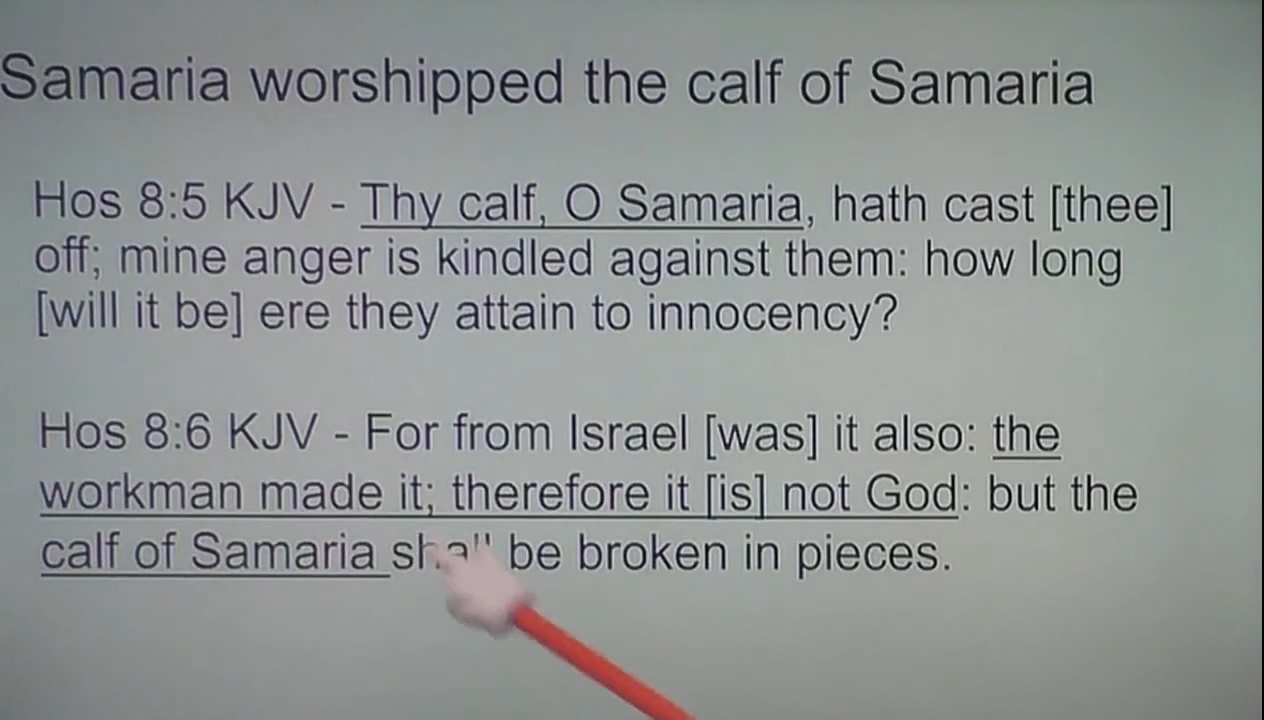 Samaria worshipped the calf of Samaria
Hos 8:5 KJV - Thy calf, O Samaria, hath cast [thee]
off; mine anger is kindled against them: how long
[will it be] ere they attain to innocency?
Hos 8:6 KJV - For from Israel [was] it also: the
workman made it; therefore it [is] not God: but the
calf of Samaria shall be broken in pieces.